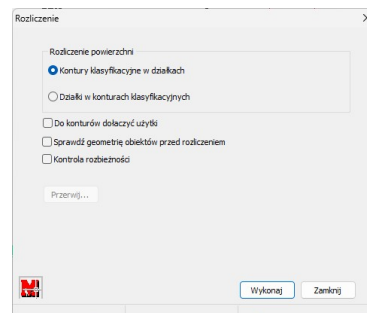 Rozliczenie
Rozliczenie powierzchni
Kontury klasyfikacyjne w działkach
Działki w konturach klasyfikacyjnych
Do konturów dołaczyć użytki
Sprawdź geometrię obiektów przed rozliczeniem
Kontrola rozbieżności
Przerwij...
Wykonaj
Zamknij